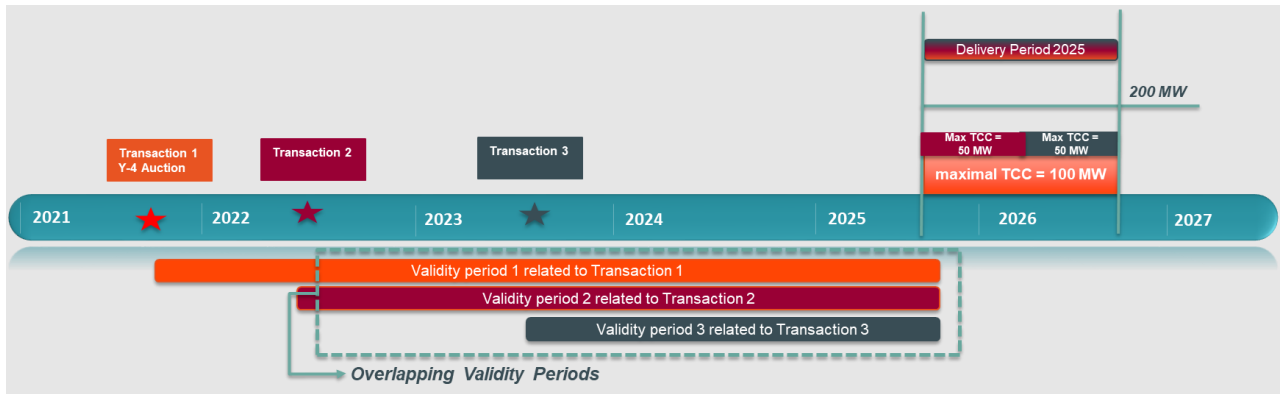 Delivery Period 2025
200 MW
Transaction 1
Y-4 Auction
Transaction 2
Transaction 3
Max TCC =
50 MW
Max TCC =
50 MW
maximal TCC = 100 MW
2021
2022
2023
2024
2025
2026
2027
Validity period 1 related to Transaction 1
Validity period 2 related to Transaction 2
Validity period 3 related to Transaction 3
Overlapping Validity Periods